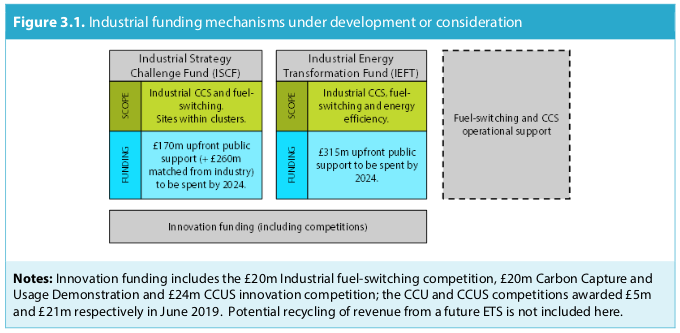 Figure 3.1. Industrial funding mechanisms under development or consideration
Industrial Strategy
Challenge Fund (ISCF)
SCOPE
Industrial CCS and fuel-
switching.
Sites within clusters.
FUNDING
£170m upfront public
support (+ £260m
matched from industry)
to be spent by 2024.
Industrial Energy
Transformation Fund (IEFT)
SCOPE
Industrial CCS, fuel-
switching and energy
efficiency.
FUNDING
£315m upfront public
support to be spent by
2024.
Fuel-switching and CCS
operational support
Innovation funding (including competitions)
Notes: Innovation funding includes the £20m Industrial fuel-switching competition, £20m Carbon Capture and
Usage Demonstration and £24m CCUS innovation competition; the CCU and CCUS competitions awarded £5m
and £21m respectively in June 2019. Potential recycling of revenue from a future ETS is not included here.